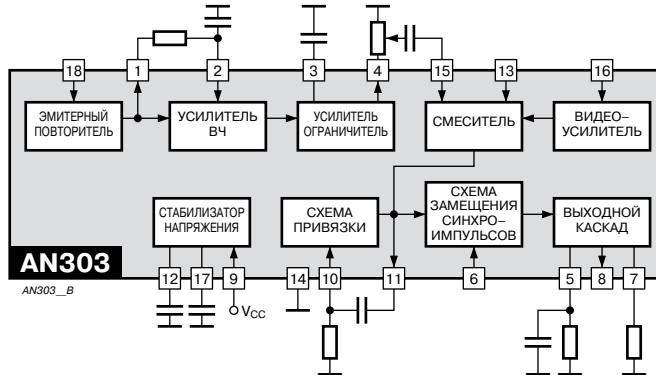 18
1
2
3
4
15
13
16
ЭМИТЕРНЫЙ
ПОВТОРИТЕЛЬ
УСИЛИТЕЛЬ
ВЧ
УСИЛИТЕЛЬ
ОГРАНИЧИТЕЛЬ
СМЕСИТЕЛЬ
ВИДЕО–
УСИЛИТЕЛЬ
СТАБИЛИЗАТОР
НАПРЯЖЕНИЯ
СХЕМА
ПРИВЯЗКИ
СХЕМА
ЗАМЕЩЕНИЯ
СИНХРО–
ИМПУЛЬСОВ
ВЫХОДНОЙ
КАСКАД
AN303
12
17
9
14
10
11
6
5
8
7
AN303__B
VCC